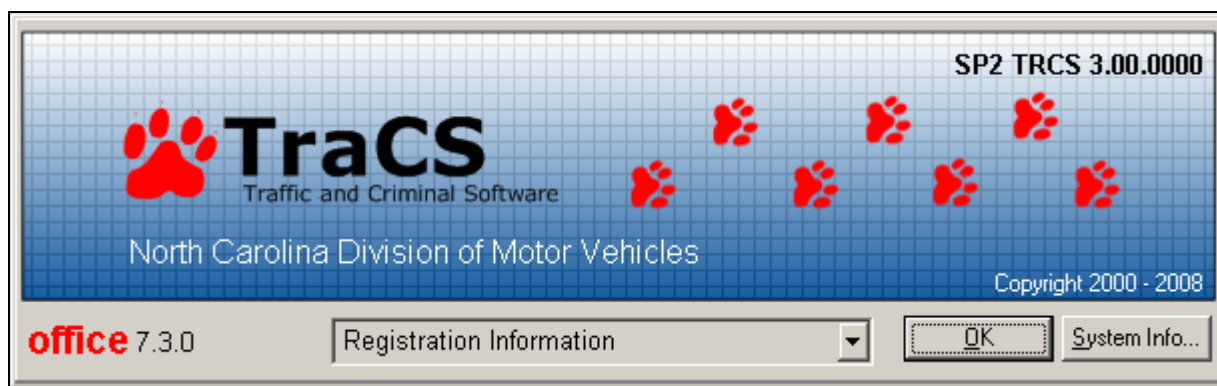 SP2 TRCS 3.00.0000
TraCS
Traffic and Criminal Software
North Carolina Division of Motor Vehicles
Copyright 2000 - 2008
office 7.3.0
Registration Information
OK
System Info...